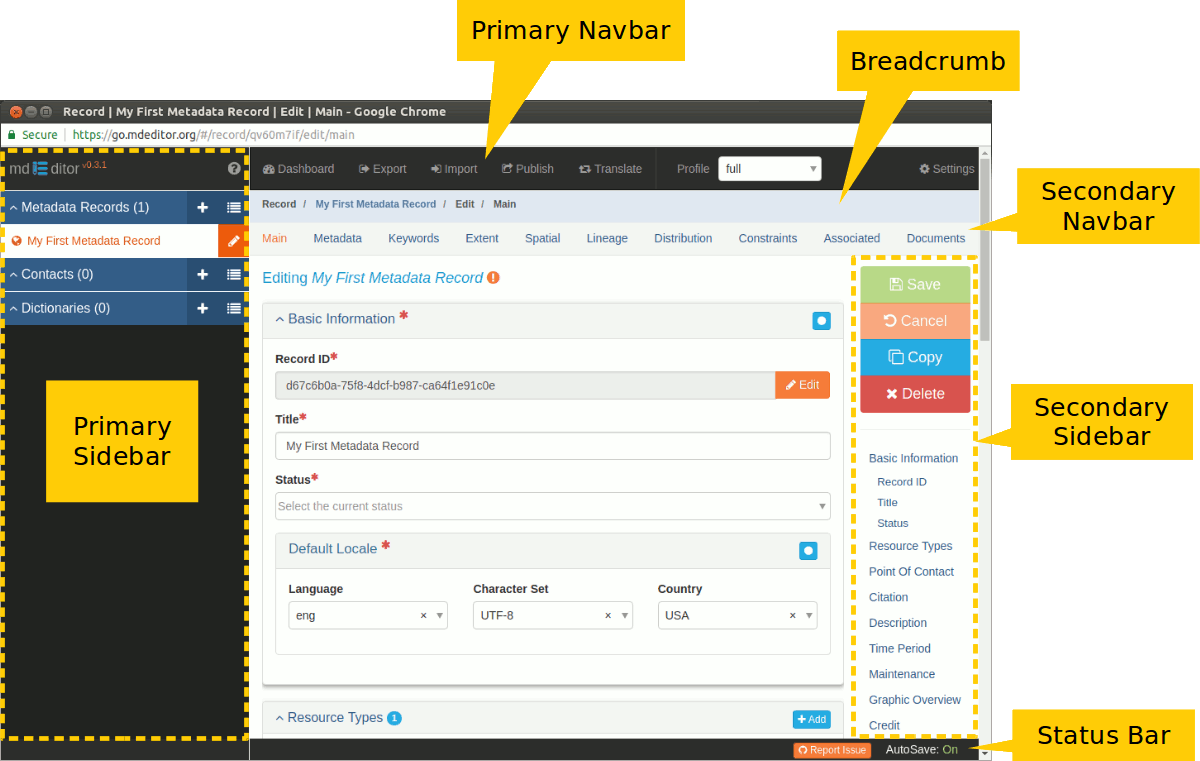 Primary Navbar
Breadcrumb
Record | My First Metadata Record | Edit | Main - Google Chrome
Secure | https://go.mdeditor.org/#/record/qv60m7if/edit/main
md ditor v0.3.1
Dashboard Export Import Publish Translate Profile full Settings
Metadata Records (1)
My First Metadata Record
Contacts (0)
Dictionaries (0)
Primary
Sidebar
Record / My First Metadata Record / Edit / Main
Main Metadata Keywords Extent Spatial Lineage Distribution Constraints Associated Documents
Secondary
Navbar
Editing My First Metadata Record
Basic Information *
Record ID*
d67c6b0a-75f8-4dcf-b987-ca64f1e91c0e Edit
Title*
My First Metadata Record
Status*
Select the current status
Default Locale *
Language Character Set Country
eng × UTF-8 × USA ×
Resource Types 1 + Add
Save
Cancel
Copy
Delete
Secondary
Sidebar
Basic Information
Record ID
Title
Status
Resource Types
Point Of Contact
Citation
Description
Time Period
Maintenance
Graphic Overview
Credit
Report Issue AutoSave: On
Status Bar